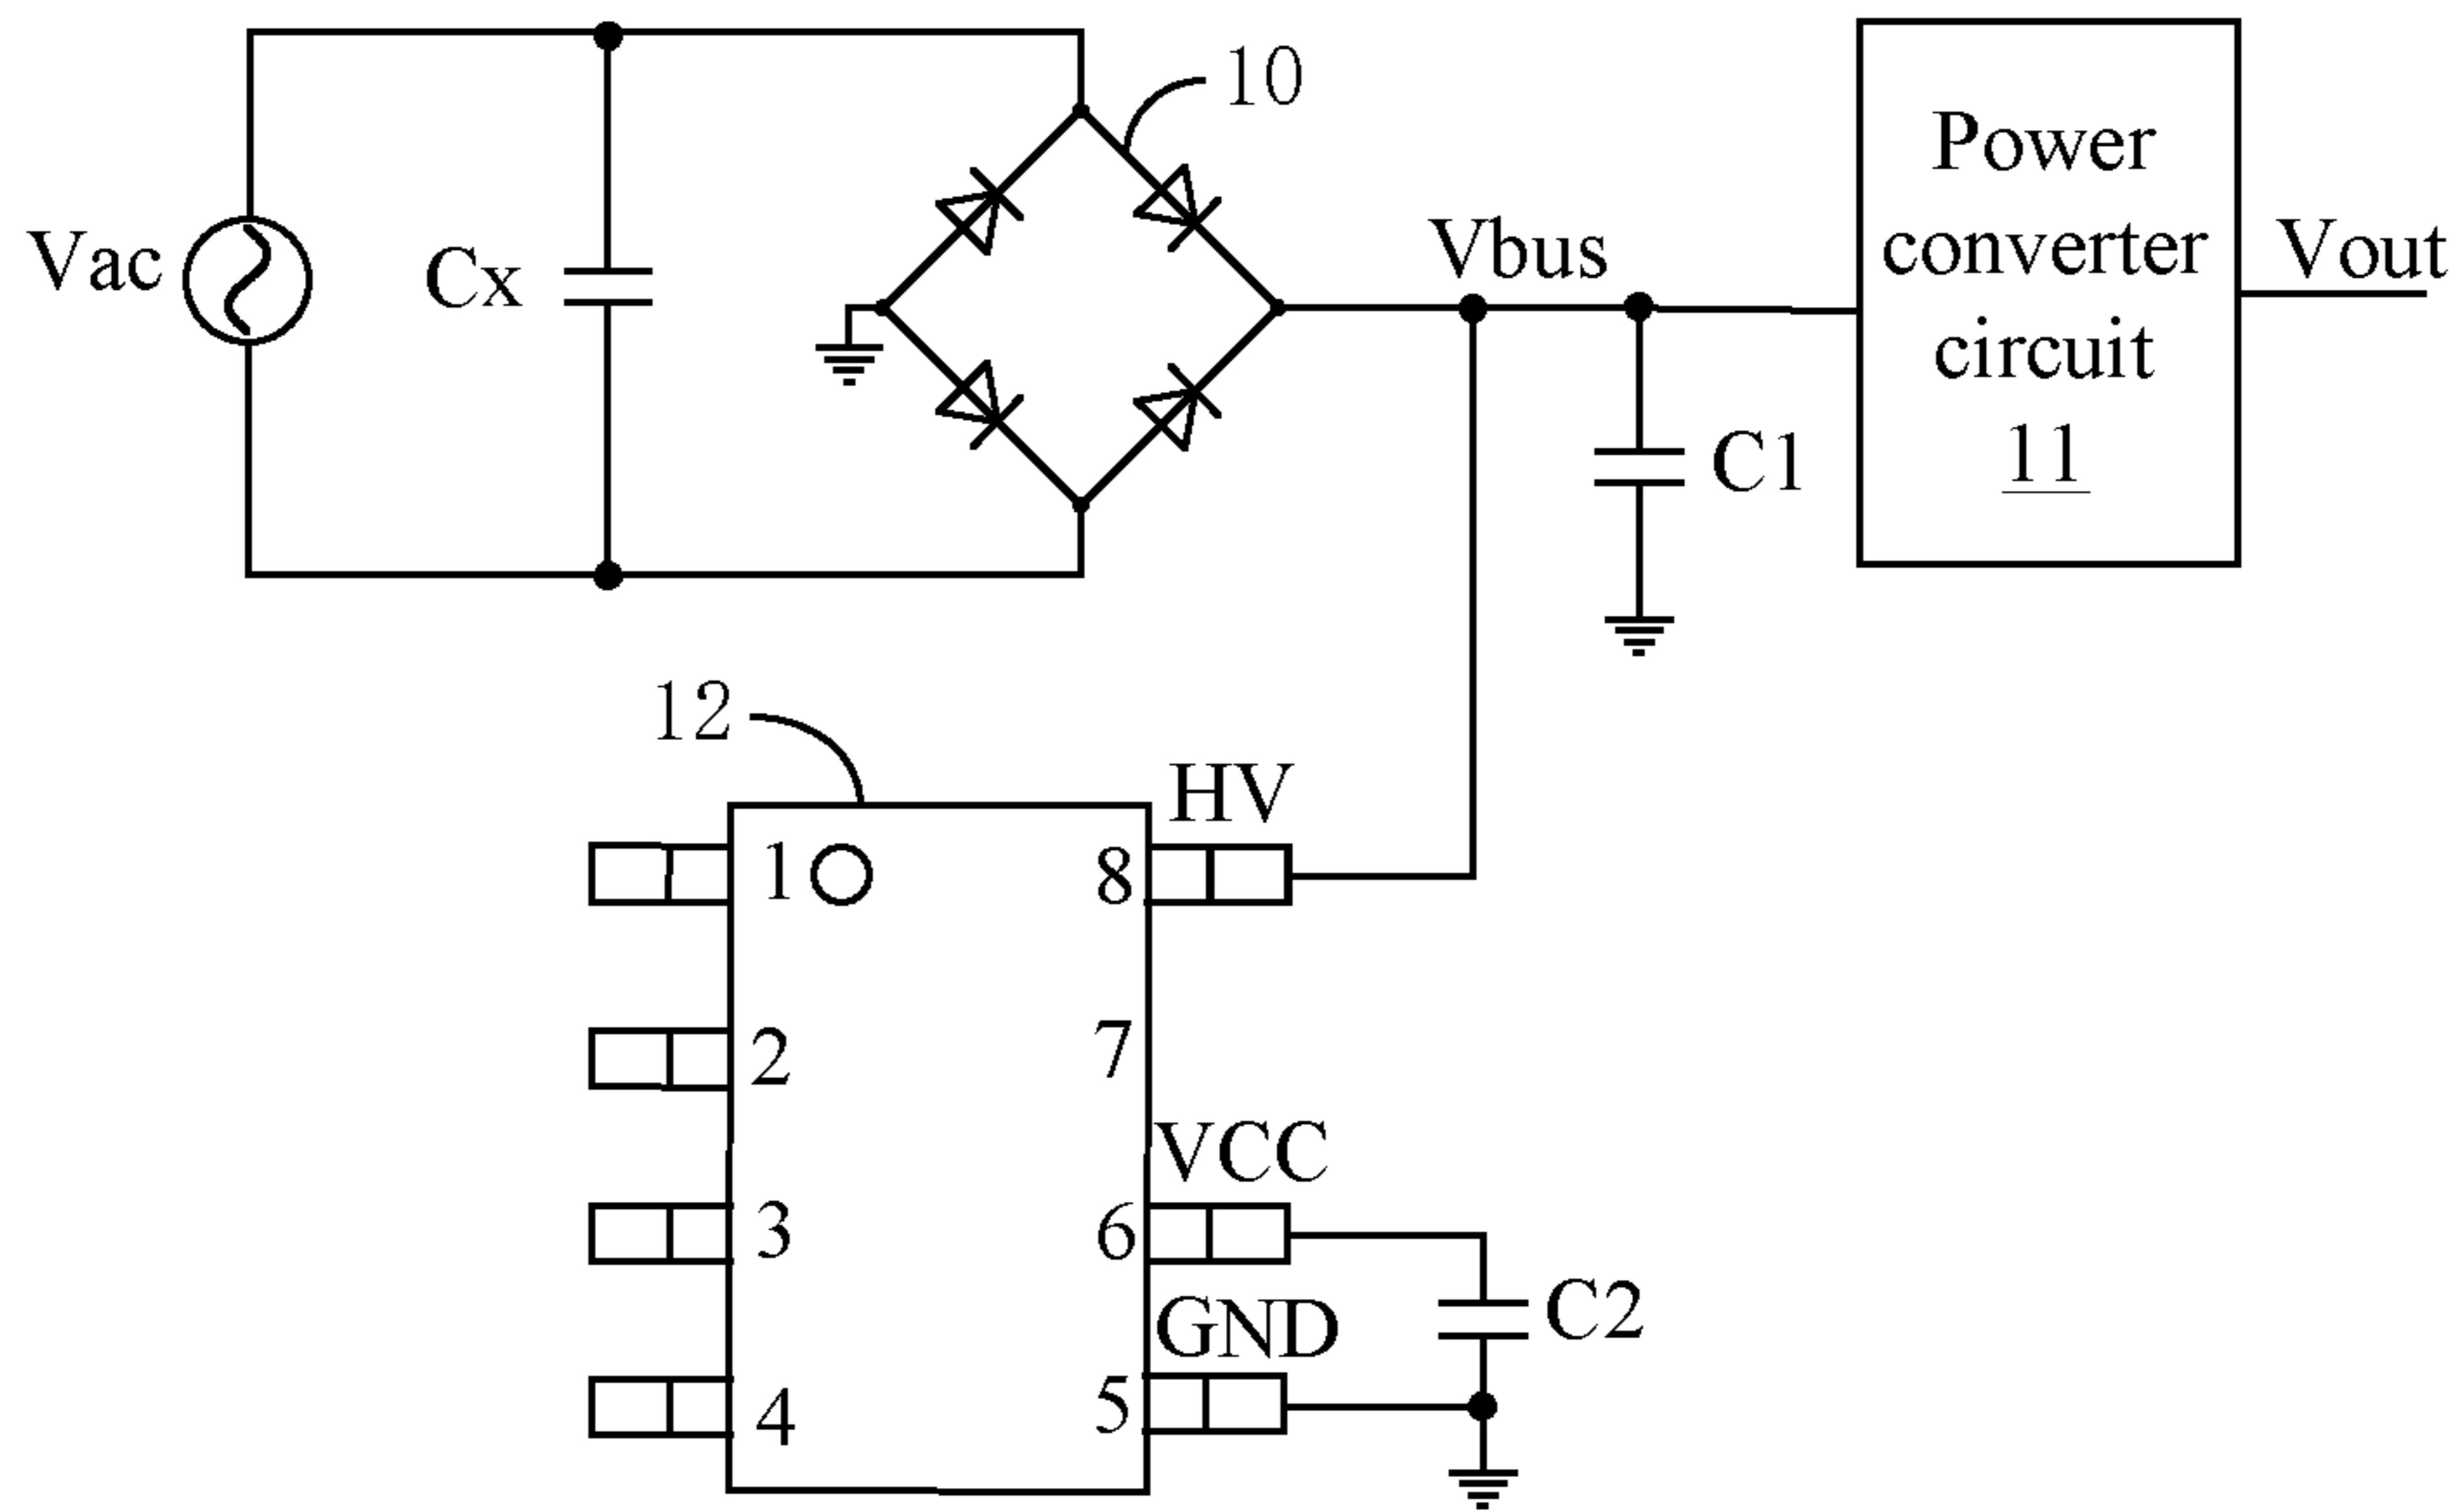 10
Vac
Cx
Vbus
Power
converter
circuit
11
Vout
C1
12
HV
1
8
2
7
VCC
3
6
C2
GND
4
5